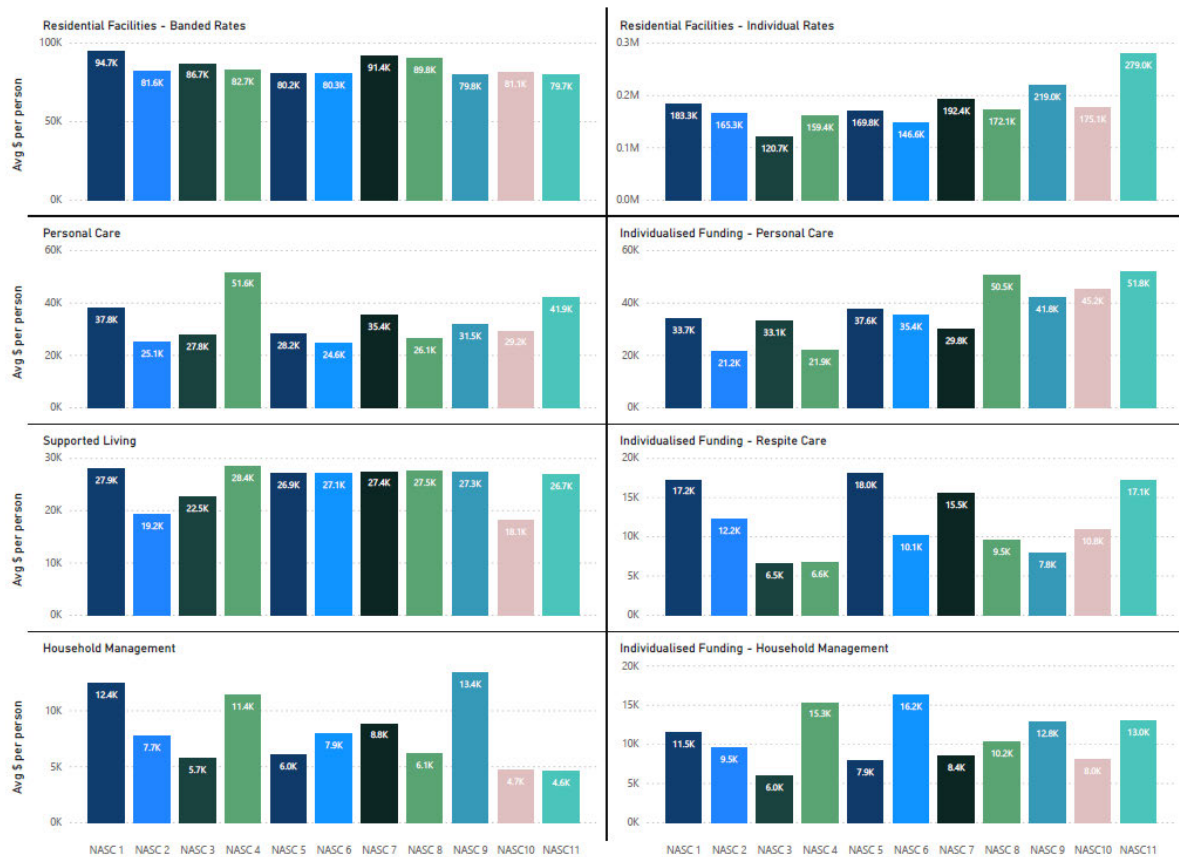 Residential Facilities - Banded Rates
100K
50K
0K
Avg $ per person
94.7K
81.6K
86.7K
82.7K
80.2K
80.3K
91.4K
89.8K
79.8K
81.1K
79.7K
Residential Facilities - Individual Rates
0.3M
0.2M
0.1M
0.0M
183.3K
165.3K
120.7K
159.4K
169.8K
146.6K
192.4K
172.1K
219.0K
175.1K
279.0K
Personal Care
60K
40K
20K
0K
Avg $ per person
37.8K
25.1K
27.8K
51.6K
28.2K
24.6K
35.4K
26.1K
31.5K
29.2K
41.9K
Individualised Funding - Personal Care
60K
40K
20K
0K
33.7K
21.2K
33.1K
21.9K
37.6K
35.4K
29.8K
50.5K
41.8K
45.2K
51.8K
Supported Living
30K
20K
10K
0K
Avg $ per person
27.9K
19.2K
22.5K
28.4K
26.9K
27.1K
27.4K
27.5K
27.3K
18.1K
26.7K
Individualised Funding - Respite Care
20K
15K
10K
5K
0K
17.2K
12.2K
6.5K
6.6K
18.0K
10.1K
15.5K
9.5K
7.8K
10.8K
17.1K
Household Management
10K
5K
0K
Avg $ per person
12.4K
7.7K
5.7K
11.4K
6.0K
7.9K
8.8K
6.1K
13.4K
4.7K
4.6K
Individualised Funding - Household Management
20K
15K
10K
5K
0K
11.5K
9.5K
6.0K
15.3K
7.9K
16.2K
8.4K
10.2K
12.8K
8.0K
13.0K
NASC 1 NASC 2 NASC 3 NASC 4 NASC 5 NASC 6 NASC 7 NASC 8 NASC 9 NASC10 NASC11
NASC 1 NASC 2 NASC 3 NASC 4 NASC 5 NASC 6 NASC 7 NASC 8 NASC 9 NASC10 NASC11